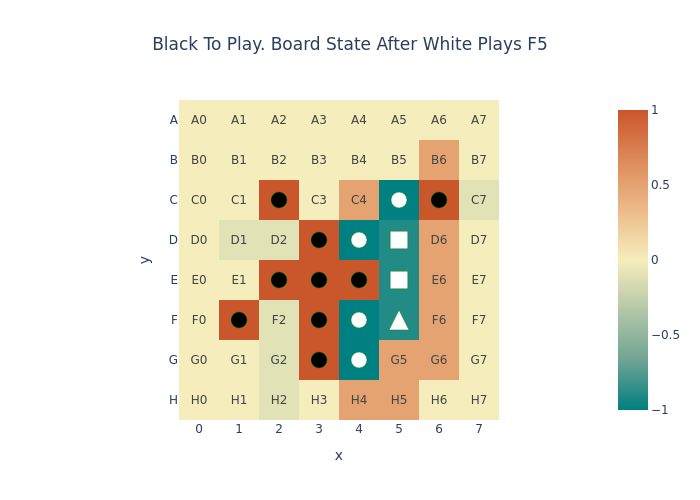 Black To Play. Board State After White Plays F5
A A0 A1 A2 A3 A4 A5 A6 A7
B B0 B1 B2 B3 B4 B5 B6 B7
C C0 C1 C3 C4 C7
D D0 D1 D2 D6 D7
E E0 E1 E6 E7
F F0 F2 F6 F7
G G0 G1 G2 G5 G6 G7
H H0 H1 H2 H3 H4 H5 H6 H7
0 1 2 3 4 5 6 7
x
y
1
0.5
0
−0.5
−1